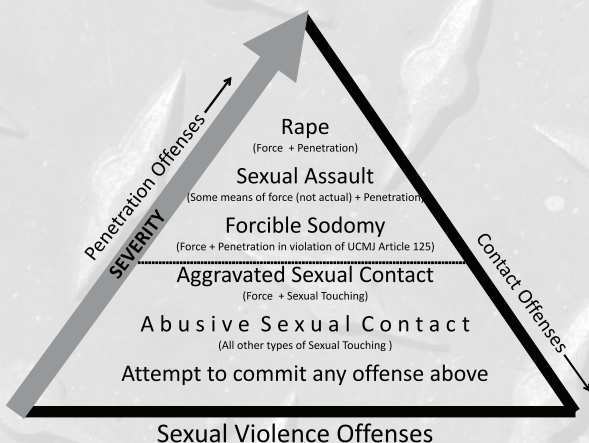 Penetration Offenses
SEVERITY
Rape
(Force + Penetration)
Sexual Assault
(Some means of force (not actual) + Penetration)
Forcible Sodomy
(Force + Penetration in violation of UCMJ Article 125)
Aggravated Sexual Contact
(Force + Sexual Touching)
Abusive Sexual Contact
(All other types of Sexual Touching )
Attempt to commit any offense above
Contact Offenses
Sexual Violence Offenses